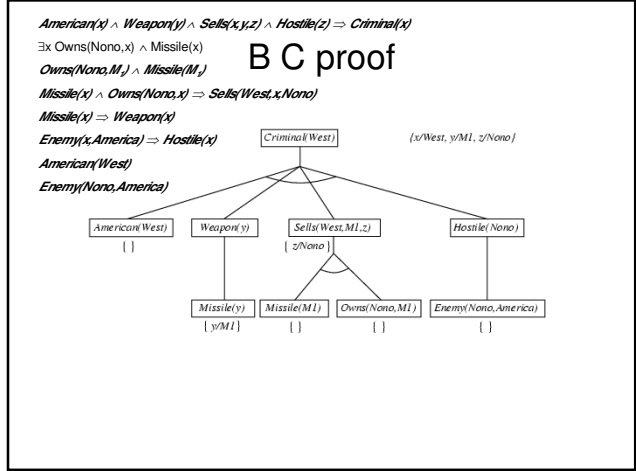 American(x) ∧ Weapon(y) ∧ Sells(x,y,z) ∧ Hostile(z) ⇒ Criminal(x)
∃x Owns(Nono,x) ∧ Missile(x)
B C proof
Owns(Nono,M₁) ∧ Missile(M₁)
Missile(x) ∧ Owns(Nono,x) ⇒ Sells(West,x,Nono)
Missile(x) ⇒ Weapon(x)
Enemy(x,America) ⇒ Hostile(x)
American(West)
Enemy(Nono,America)
Criminal(West) {x/West, y/M1, z/Nono}
American(West) Weapon(y) Sells(West,M1,z) Hostile(Nono)
{ } { z/Nono }
Missile(y) Missile(M1) Owns(Nono,M1) Enemy(Nono,America)
{ y/M1} { } { } { }